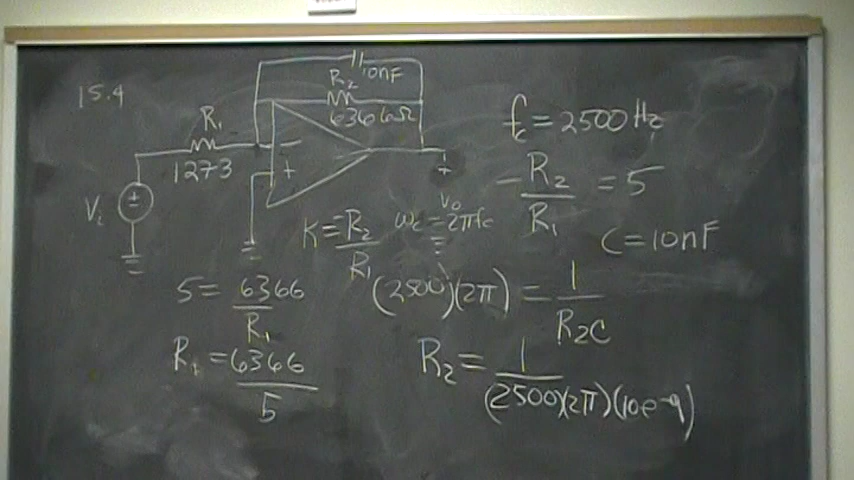 15.4
10nF
R₂
6366Ω
R₁
1273
Vᵢ
±
−
+
+
V₀
fc = 2500 Hz
−R₂/R₁ = 5
C = 10nF
K = −R₂/R₁
ωc = 2πfc
5 = 6366/R₁
(2500)(2π) = 1/R₂C
R₁ = 6366/5
R₂ = 1/(2500)(2π)(10e-9)